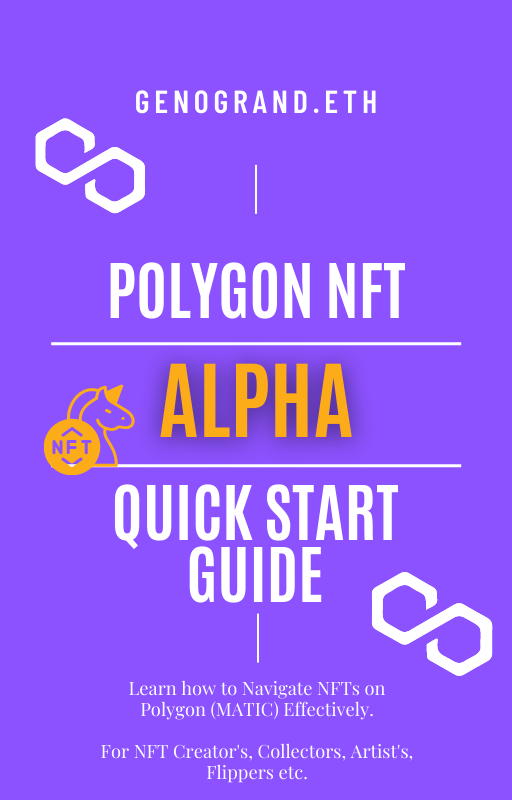 GENOGRAND.ETH
POLYGON NFT
ALPHA
NFT
QUICK START
GUIDE
Learn how to Navigate NFTs on
Polygon (MATIC) Effectively.
For NFT Creator's, Collectors, Artist's,
Flippers etc.